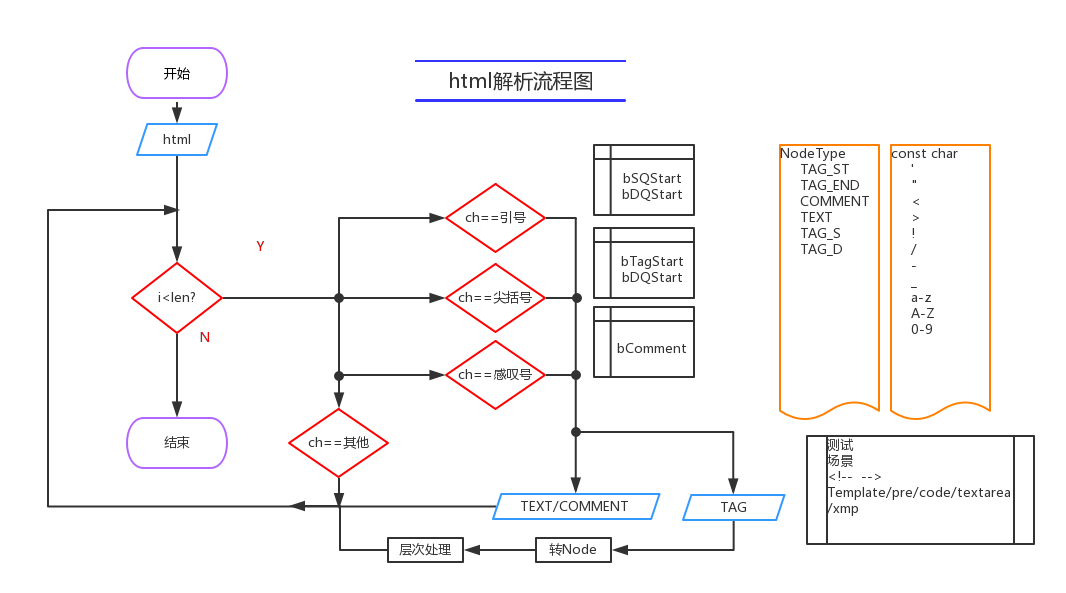 开始
html解析流程图
html
bSQStart
bDQStart
NodeType
TAG_ST
TAG_END
COMMENT
TEXT
TAG_S
TAG_D
const char
'
"
<
>
!
/
-
_
a-z
A-Z
0-9
Y
ch==引号
bTagStart
bDQStart
i<len?
ch==尖括号
N
bComment
ch==感叹号
结束
ch==其他
测试
场景
<!-- -->
Template/pre/code/textarea
/xmp
TEXT/COMMENT
TAG
层次处理
转Node